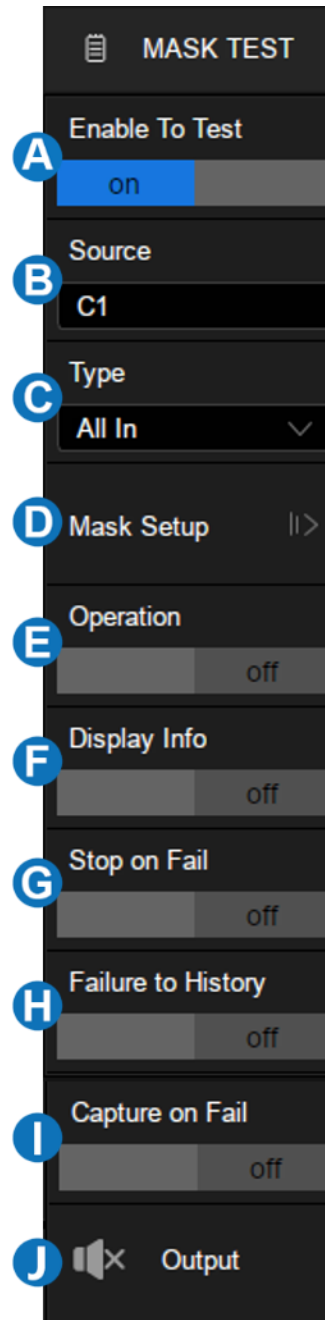 MASK TEST
Enable To Test
A
on
Source
B
C1
Type
C
All In
D Mask Setup
Operation
E
off
Display Info
F
off
Stop on Fail
G
off
Failure to History
H
off
Capture on Fail
I
off
J Output